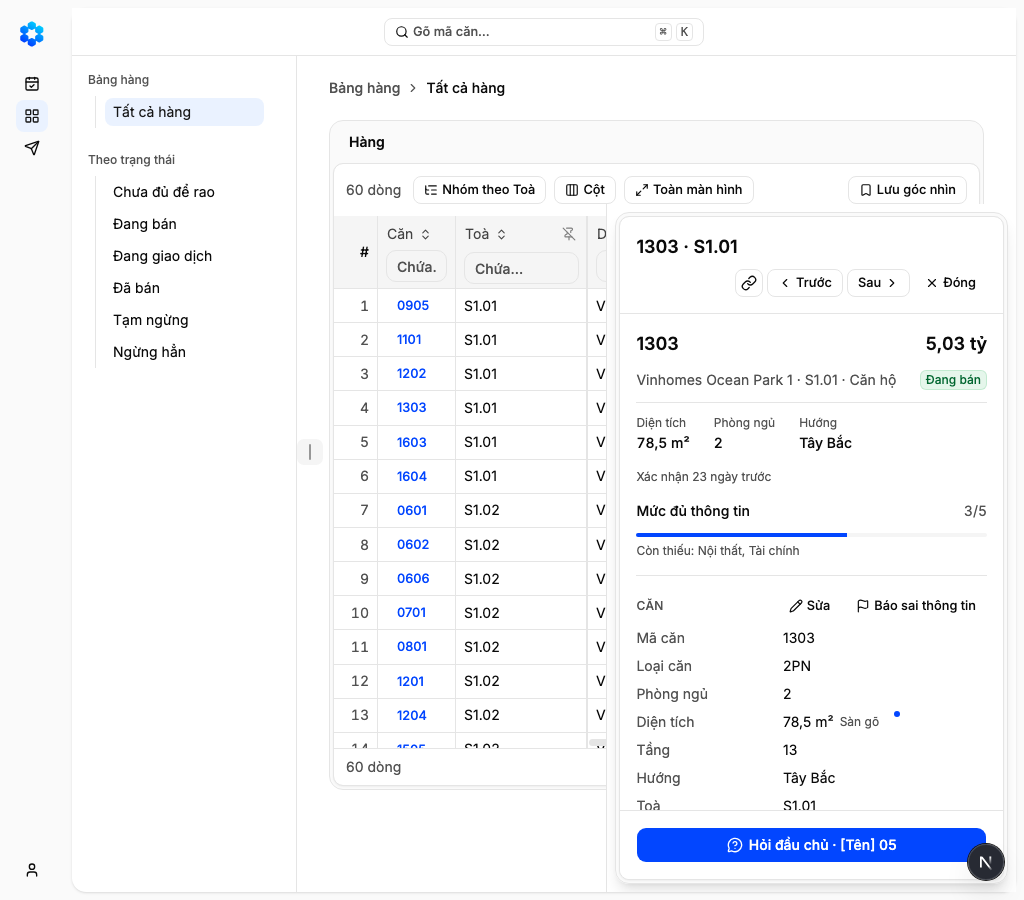 Gõ mã căn... ⌘ K
Bảng hàng
Tất cả hàng
Theo trạng thái
Chưa đủ để rao
Đang bán
Đang giao dịch
Đã bán
Tạm ngừng
Ngừng hẳn
Bảng hàng > Tất cả hàng
Hàng
60 dòng Nhóm theo Toà Cột Toàn màn hình Lưu góc nhìn
# Căn Toà D
Chứa. Chứa...
1 0905 S1.01 V
2 1101 S1.01 V
3 1202 S1.01 V
4 1303 S1.01 V
5 1603 S1.01 V
6 1604 S1.01 V
7 0601 S1.02 V
8 0602 S1.02 V
9 0606 S1.02 V
10 0701 S1.02 V
11 0801 S1.02 V
12 1201 S1.02 V
13 1204 S1.02 V
14 1505 S1.02 V
60 dòng
1303 · S1.01
Trước Sau Đóng
1303 5,03 tỷ
Vinhomes Ocean Park 1 · S1.01 · Căn hộ Đang bán
Diện tích Phòng ngủ Hướng
78,5 m² 2 Tây Bắc
Xác nhận 23 ngày trước
Mức đủ thông tin 3/5
Còn thiếu: Nội thất, Tài chính
CĂN Sửa Báo sai thông tin
Mã căn 1303
Loại căn 2PN
Phòng ngủ 2
Diện tích 78,5 m² Sàn gõ
Tầng 13
Hướng Tây Bắc
Toà S1.01
Hỏi đầu chủ · [Tên] 05
N